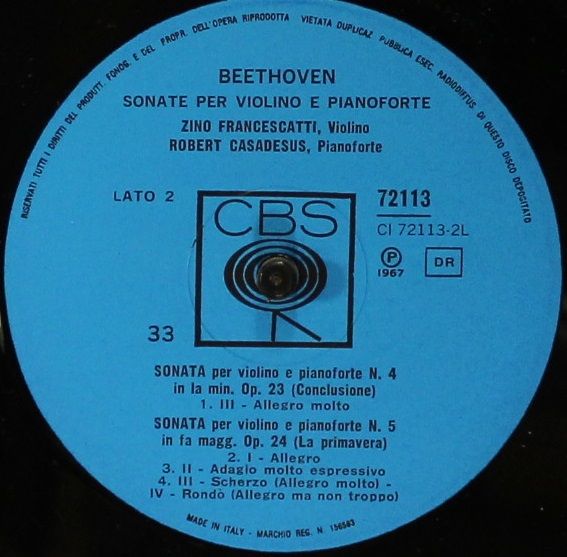 RISERVATI TUTTI I DIRITTI DEL PRODUTT. FONOG. E DEL PROPR. DELL'OPERA RIPRODOTTA VIETATA DUPLICAZ. PUBBLICA ESEC. RADIODIFFUS DI QUESTO DISCO DEPOSITATO
BEETHOVEN
SONATE PER VIOLINO E PIANOFORTE
ZINO FRANCESCATTI, Violino
ROBERT CASADESUS, Pianoforte
LATO 2
CBS
72113
CI 72113-2L
P
1967
DR
33
SONATA per violino e pianoforte N. 4
in la min. Op. 23 (Conclusione)
1. III - Allegro molto
SONATA per violino e pianoforte N. 5
in fa magg. Op. 24 (La primavera)
2. I - Allegro
3. II - Adagio molto espressivo
4. III - Scherzo (Allegro molto) -
IV - Rondò (Allegro ma non troppo)
MADE IN ITALY - MARCHIO REG. N. 156583